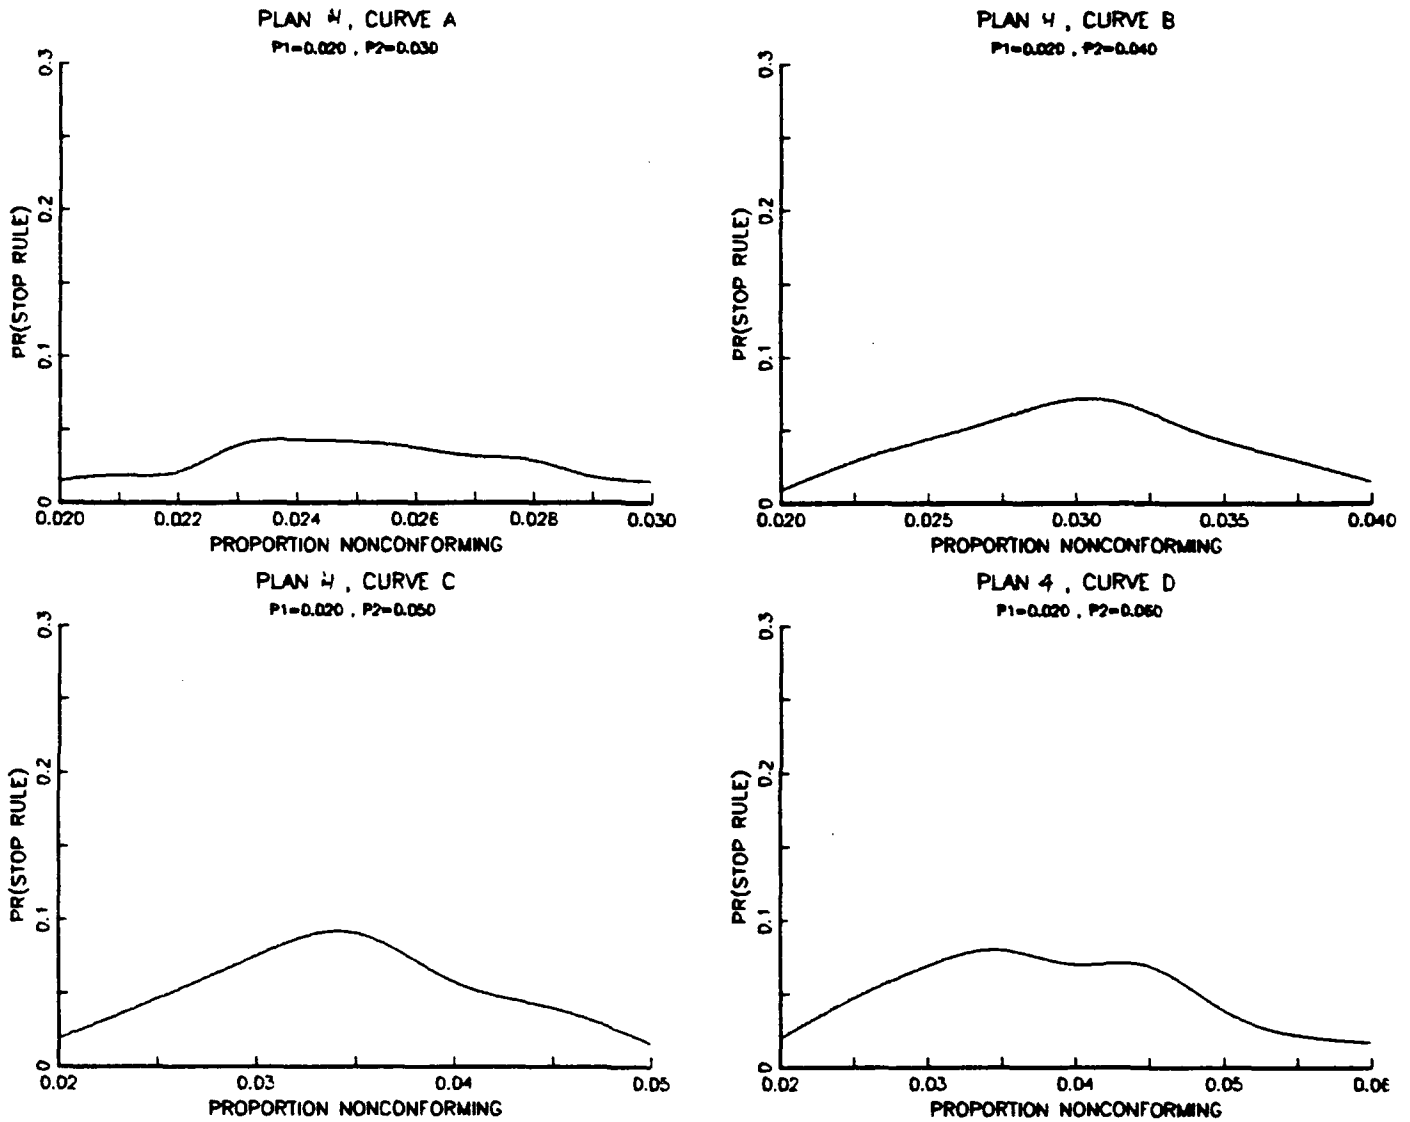 PLAN 4, CURVE A
P1=0.020 , P2=0.030
0.3
0.2
0.1
0
PR(STOP RULE)
0.020 0.022 0.024 0.026 0.028 0.030
PROPORTION NONCONFORMING
PLAN 4 , CURVE B
P1=0.020 , P2=0.040
0.3
0.2
0.1
0
PR(STOP RULE)
0.020 0.025 0.030 0.035 0.040
PROPORTION NONCONFORMING
PLAN 4 , CURVE C
P1=0.020 , P2=0.050
0.3
0.2
0.1
0
PR(STOP RULE)
0.02 0.03 0.04 0.05
PROPORTION NONCONFORMING
PLAN 4 , CURVE D
P1=0.020 , P2=0.060
0.3
0.2
0.1
0
PR(STOP RULE)
0.02 0.03 0.04 0.05 0.06
PROPORTION NONCONFORMING